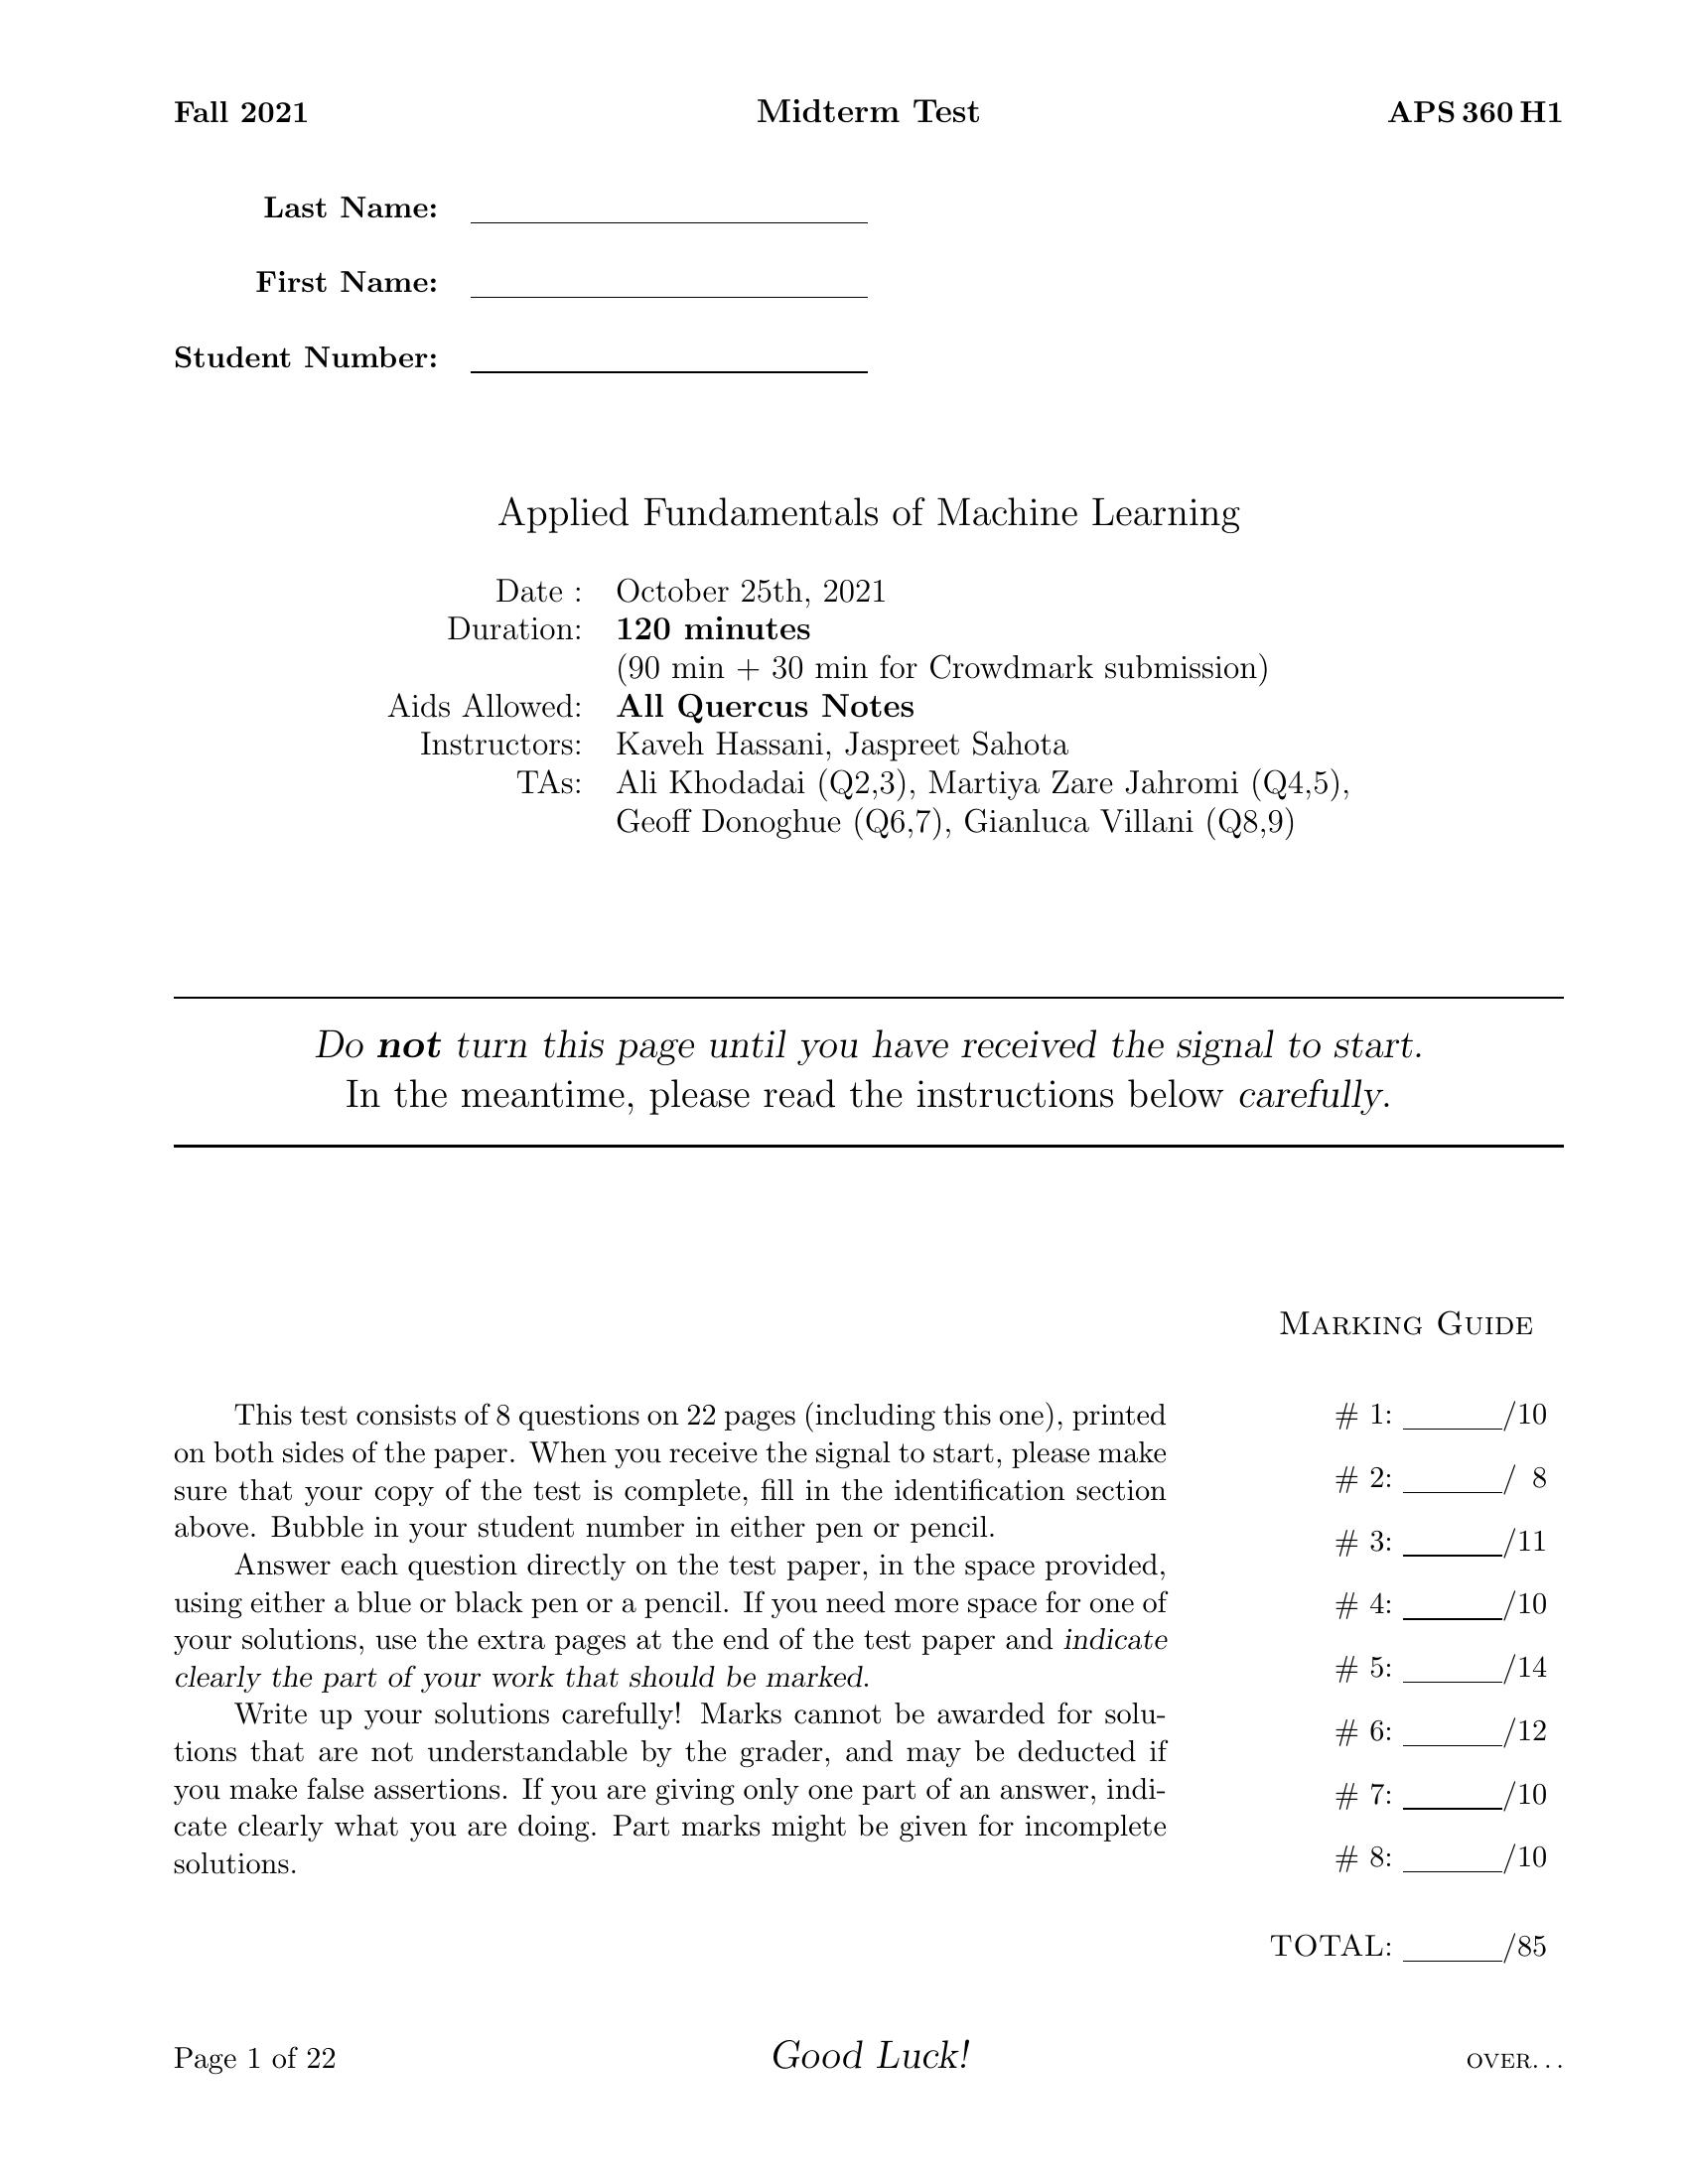 Fall 2021 Midterm Test APS 360 H1
Last Name:
First Name:
Student Number:
Applied Fundamentals of Machine Learning
Date : October 25th, 2021
Duration: 120 minutes
(90 min + 30 min for Crowdmark submission)
Aids Allowed: All Quercus Notes
Instructors: Kaveh Hassani, Jaspreet Sahota
TAs: Ali Khodadai (Q2,3), Martiya Zare Jahromi (Q4,5),
Geoff Donoghue (Q6,7), Gianluca Villani (Q8,9)
Do not turn this page until you have received the signal to start.
In the meantime, please read the instructions below carefully.
This test consists of 8 questions on 22 pages (including this one), printed
on both sides of the paper. When you receive the signal to start, please make
sure that your copy of the test is complete, fill in the identification section
above. Bubble in your student number in either pen or pencil.
Answer each question directly on the test paper, in the space provided,
using either a blue or black pen or a pencil. If you need more space for one of
your solutions, use the extra pages at the end of the test paper and indicate
clearly the part of your work that should be marked.
Write up your solutions carefully! Marks cannot be awarded for solu-
tions that are not understandable by the grader, and may be deducted if
you make false assertions. If you are giving only one part of an answer, indi-
cate clearly what you are doing. Part marks might be given for incomplete
solutions.
Marking Guide
# 1: ______/10
# 2: ______/ 8
# 3: ______/11
# 4: ______/10
# 5: ______/14
# 6: ______/12
# 7: ______/10
# 8: ______/10
TOTAL: ______/85
Page 1 of 22 Good Luck! over...